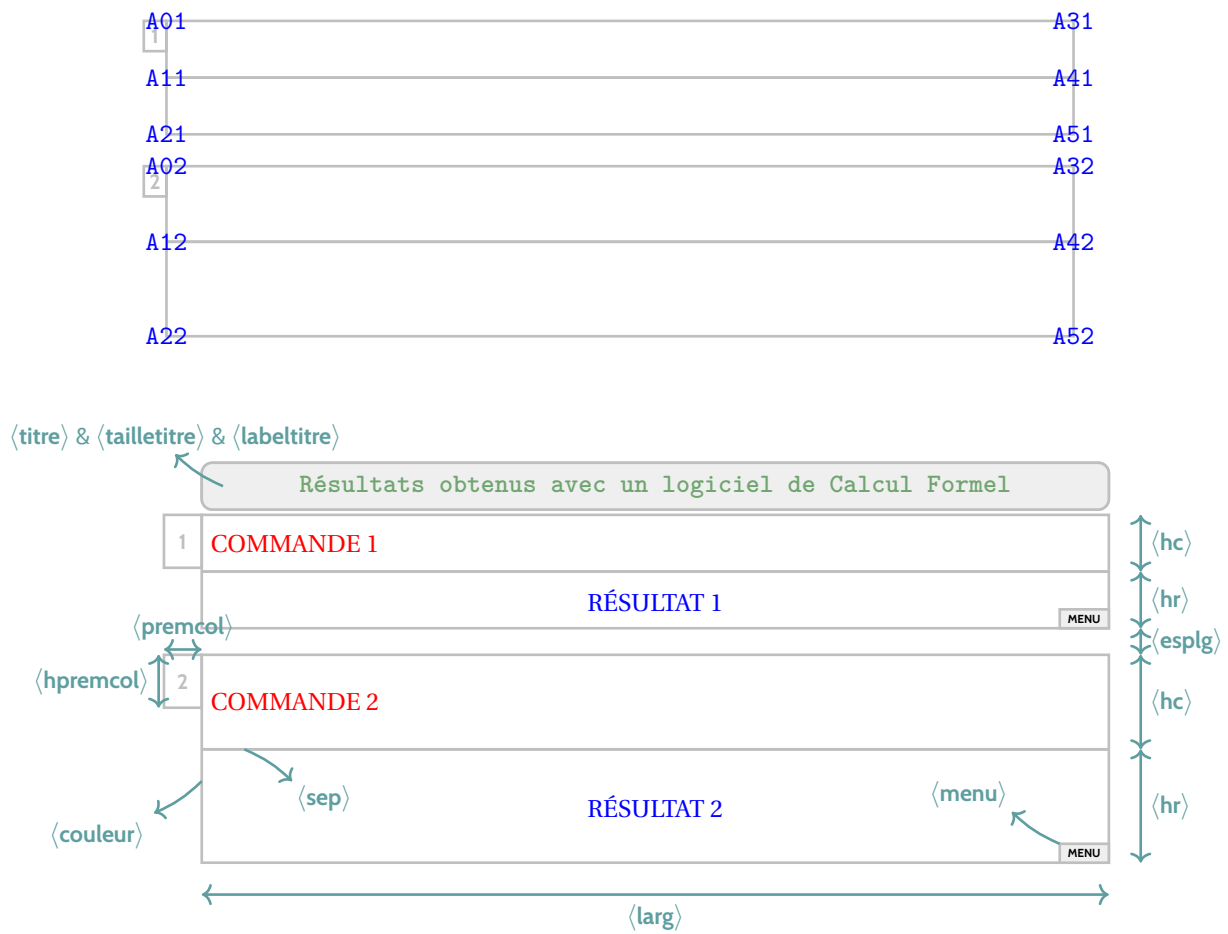 A01 A31
1
A11 A41
A21 A51
A02 A32
2
A12 A42
A22 A52
⟨titre⟩ & ⟨tailletitre⟩ & ⟨labeltitre⟩
Résultats obtenus avec un logiciel de Calcul Formel
1 COMMANDE 1 ⟨hc⟩
RÉSULTAT 1 ⟨hr⟩
MENU
⟨premcol⟩ ⟨esplg⟩
⟨hpremcol⟩ 2
COMMANDE 2 ⟨hc⟩
⟨sep⟩ ⟨menu⟩
RÉSULTAT 2 ⟨hr⟩
⟨couleur⟩
MENU
⟨larg⟩